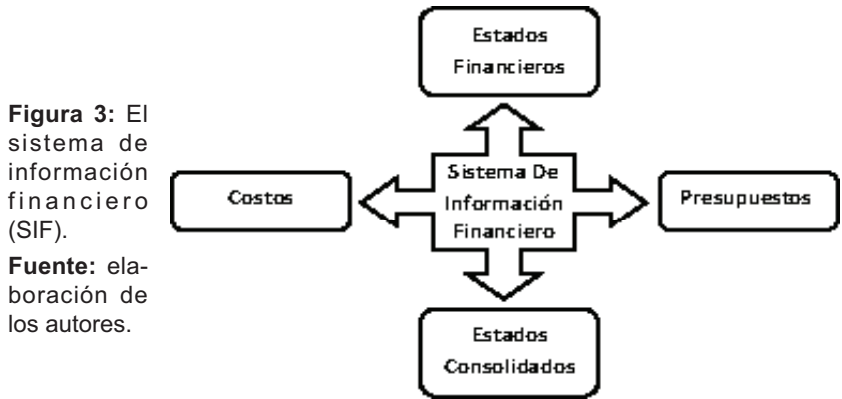 Figura 3: El
sistema de
información
financiero
(SIF).
Fuente: ela-
boración de
los autores.
Estados
Financieros
Costos
Sistema De
Información
Financiero
Presupuestos
Estados
Consolidados